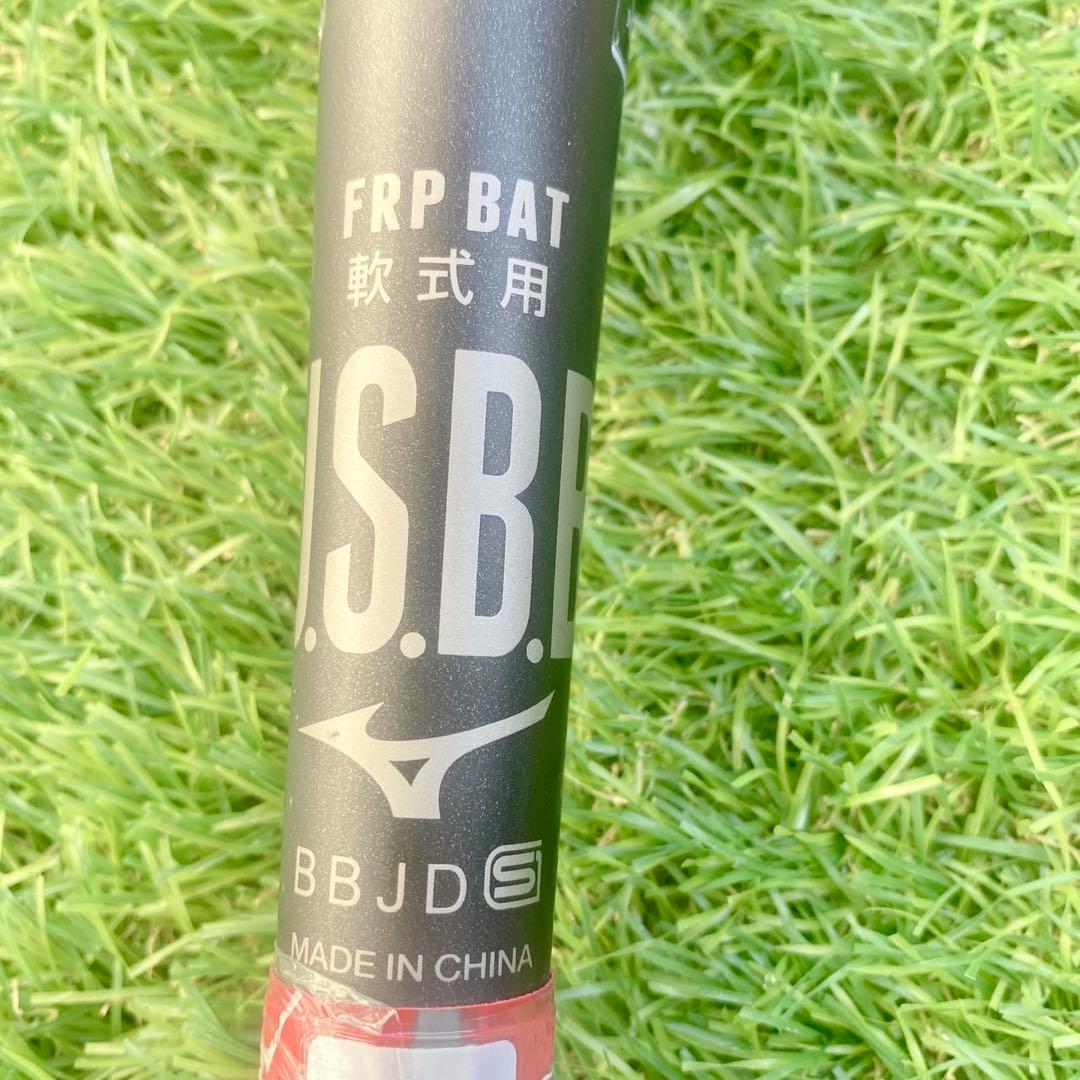 FRP BAT
軟式用
J.S.B.B
BBJD S
MADE IN CHINA